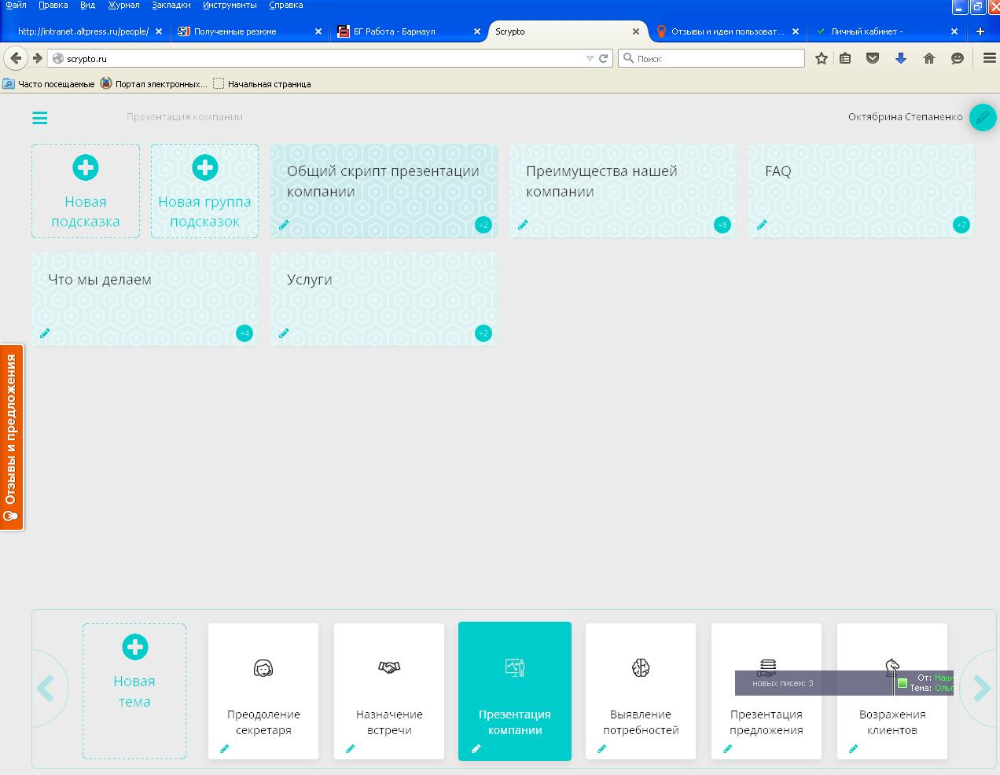 Файл Правка Вид Журнал Закладки Инструменты Справка
http://intranet.altpress.ru/people/ Полученные резюме БГ Работа - Барнаул Scrypto Отзывы и идеи пользоват... Личный кабинет -
scrypto.ru Поиск
Часто посещаемые Портал электронных... Начальная страница
Презентация компании Октябрина Степаненко
Новая
подсказка
Новая группа
подсказок
Общий скрипт презентации
компании
+2
Преимущества нашей
компании
+8
FAQ
+7
Что мы делаем
+4
Услуги
+2
Отзывы и предложения
Новая
тема
Преодоление
секретаря
Назначение
встречи
Презентация
компании
Выявление
потребностей
Презентация
предложения
Возражения
клиентов
новых писем: 3
От: Наци
Тема: Ольг